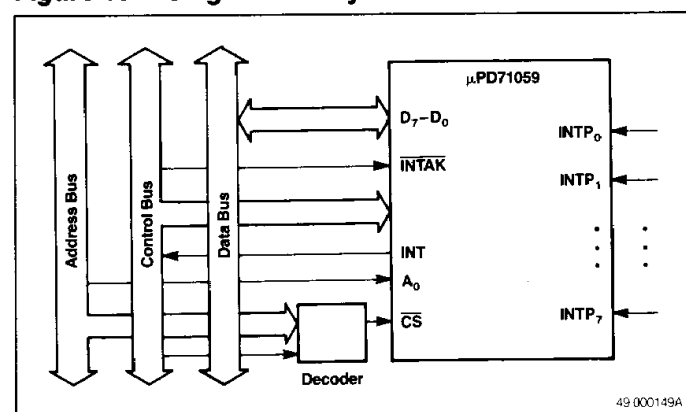 μPD71059
Address Bus
Control Bus
Data Bus
D₇–D₀
INTAK
INT
A₀
CS
INTP₀
INTP₁
INTP₇
Decoder
49 000149A